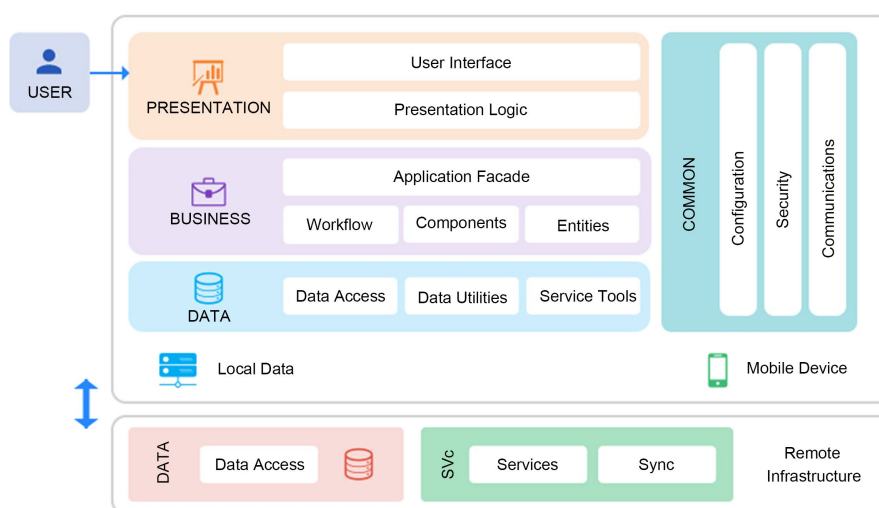 USER
PRESENTATION
User Interface
Presentation Logic
BUSINESS
Application Facade
Workflow
Components
Entities
DATA
Data Access
Data Utilities
Service Tools
COMMON
Configuration
Security
Communications
Local Data
Mobile Device
DATA
Data Access
SVc
Services
Sync
Remote
Infrastructure